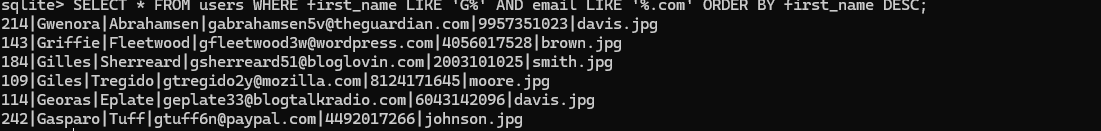 sqlite> SELECT * FROM users WHERE first_name LIKE 'G%' AND email LIKE '%.com' ORDER BY first_name DESC;
214|Gwenora|Abrahamsen|gabrahamsen5v@theguardian.com|9957351023|davis.jpg
143|Griffie|Fleetwood|gfleetwood3w@wordpress.com|4056017528|brown.jpg
184|Gilles|Sherreard|gsherreard51@bloglovin.com|2003101025|smith.jpg
109|Giles|Tregido|gtregido2y@mozilla.com|8124171645|moore.jpg
114|Georas|Eplate|geplate33@blogtalkradio.com|6043142096|davis.jpg
242|Gasparo|Tuff|gtuff6n@paypal.com|4492017266|johnson.jpg